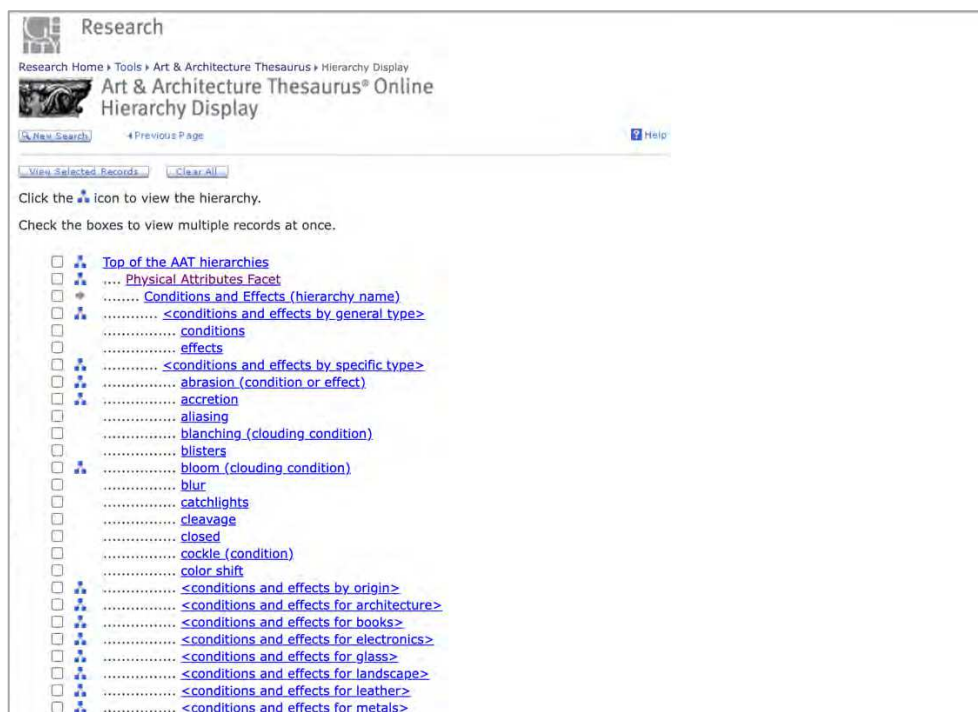 Research
Research Home ▸ Tools ▸ Art & Architecture Thesaurus ▸ Hierarchy Display
Art & Architecture Thesaurus® Online
Hierarchy Display
New Search Previous Page ? Help
View Selected Records Clear All
Click the icon to view the hierarchy.
Check the boxes to view multiple records at once.
Top of the AAT hierarchies
.... Physical Attributes Facet
........ Conditions and Effects (hierarchy name)
............ <conditions and effects by general type>
................ conditions
................ effects
............ <conditions and effects by specific type>
................ abrasion (condition or effect)
................ accretion
................ aliasing
................ blanching (clouding condition)
................ blisters
................ bloom (clouding condition)
................ blur
................ catchlights
................ cleavage
................ closed
................ cockle (condition)
................ color shift
................ <conditions and effects by origin>
................ <conditions and effects for architecture>
................ <conditions and effects for books>
................ <conditions and effects for electronics>
................ <conditions and effects for glass>
................ <conditions and effects for landscape>
................ <conditions and effects for leather>
................ <conditions and effects for metals>